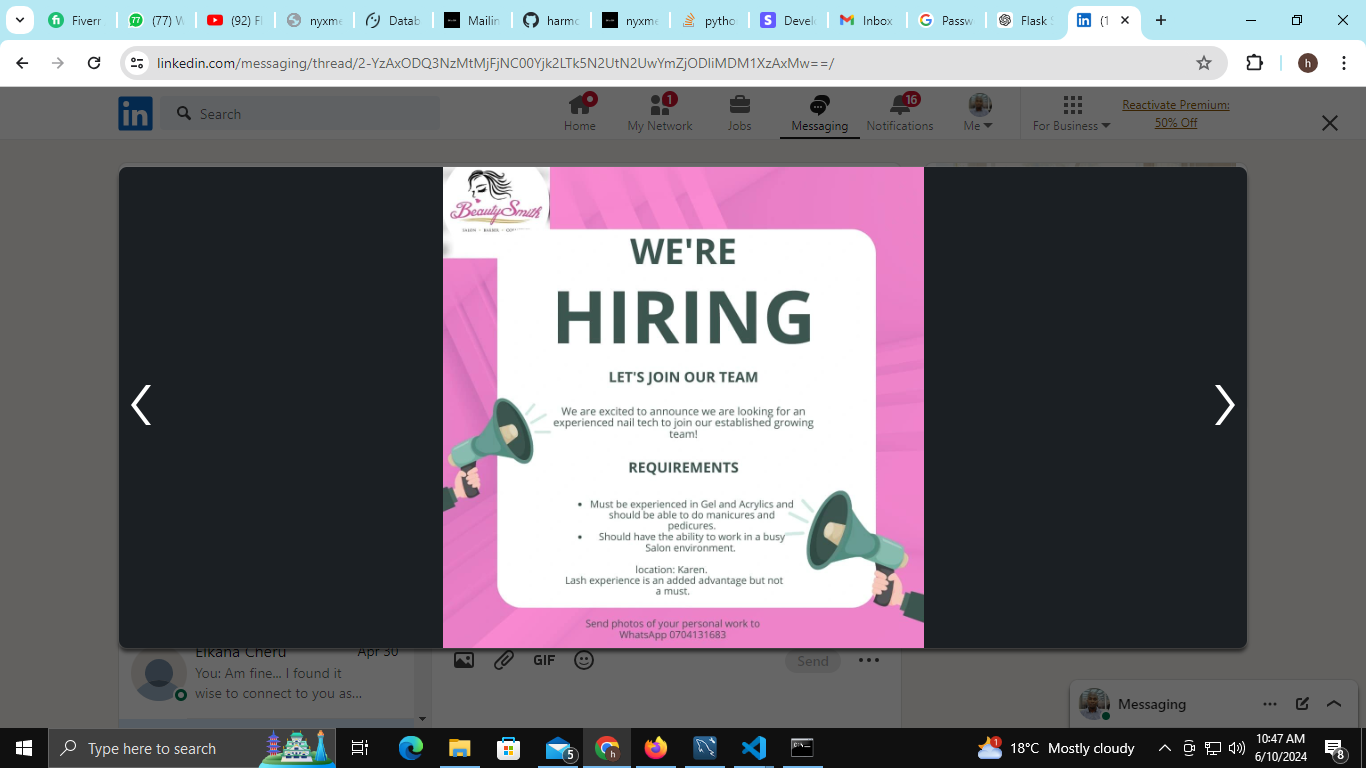 Fiverr
(77) W
(92) Fl
nyxme
Datab
Mailin
harmo
nyxme
pytho
Develo
Inbox
Passw
Flask S
(1
linkedin.com/messaging/thread/2-YzAxODQ3NzMtMjFjNC00Yjk2LTk5N2UtN2UwYmZjODliMDM1XzAxMw==/
h
in
Search
1
16
Home
My Network
Jobs
Messaging
Notifications
Me
For Business
Reactivate Premium:
50% Off
BeautySmith
WE'RE
HIRING
LET'S JOIN OUR TEAM
We are excited to announce we are looking for an
experienced nail tech to join our established growing
team!
REQUIREMENTS
• Must be experienced in Gel and Acrylics and
should be able to do manicures and
pedicures.
• Should have the ability to work in a busy
Salon environment.
location: Karen.
Lash experience is an added advantage but not
a must.
Send photos of your personal work to
WhatsApp 0704131683
Elkana Cheru
Apr 30
You: Am fine... I found it
wise to connect to you as...
GIF
Send
Messaging
Type here to search
5
h
1
18°C Mostly cloudy
10:47 AM
6/10/2024
8